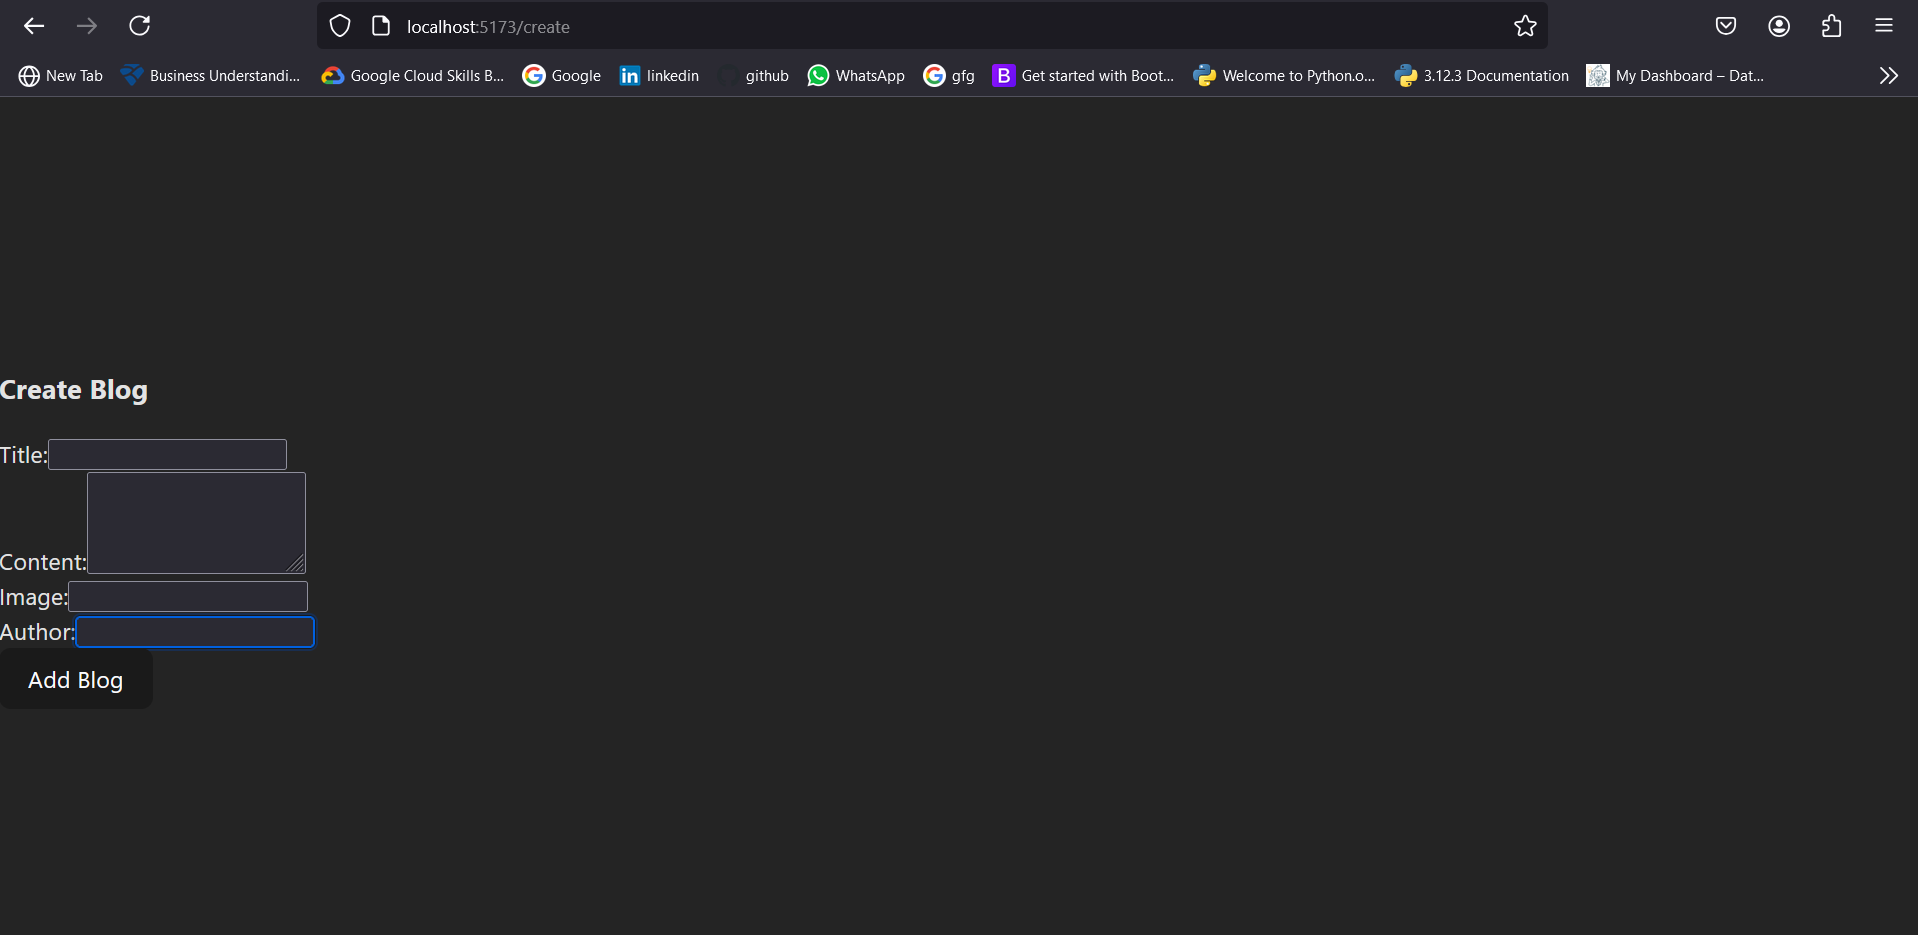 localhost:5173/create
New Tab Business Understandi... Google Cloud Skills B... Google linkedin github WhatsApp gfg Get started with Boot... Welcome to Python.o... 3.12.3 Documentation My Dashboard – Dat...
Create Blog
Title:
Content:
Image:
Author:
Add Blog